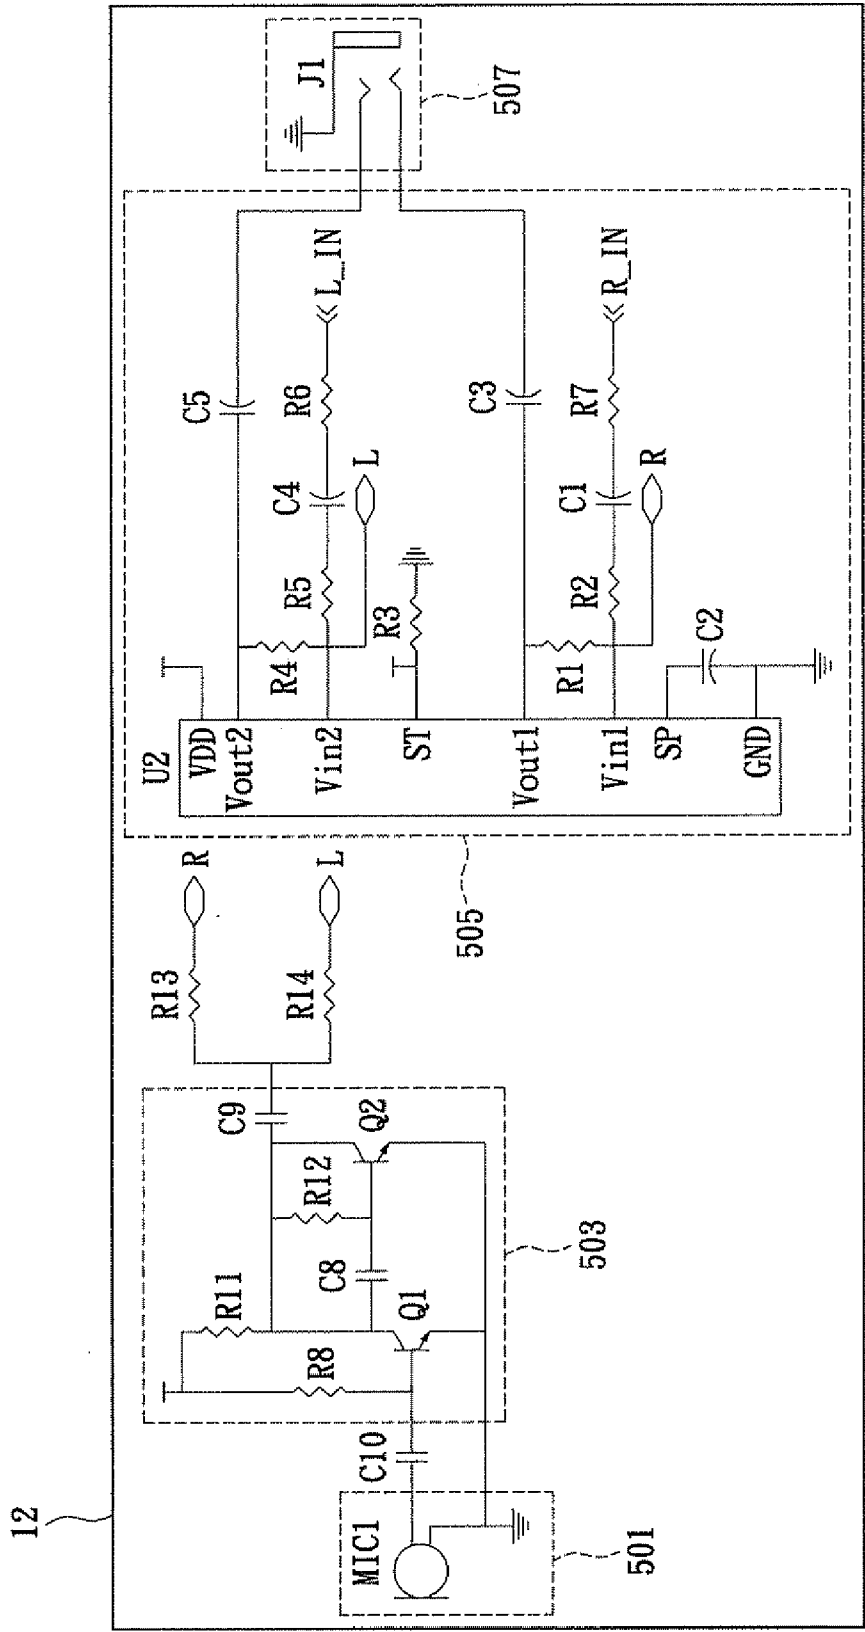 12
MIC1
501
C10
R8
R11
Q1
C8
R12
Q2
C9
503
R13
R
R14
L
U2
VDD
Vout2
Vin2
ST
Vout1
Vin1
SP
GND
505
R4
R5
C4
R6
L_IN
L
C5
R3
R1
R2
C1
R7
R_IN
R
C3
C2
J1
507